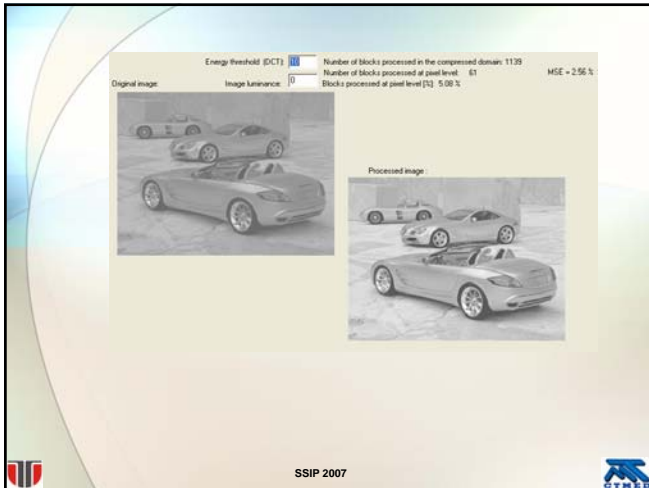 Energy threshold (DCT): 10 Number of blocks processed in the compressed domain: 1139
Number of blocks processed at pixel level: 61 MSE = 2.56 %
Original image: Image luminance: 0 Blocks processed at pixel level [%]: 5.08 %
Processed image :
SSIP 2007
CTMED